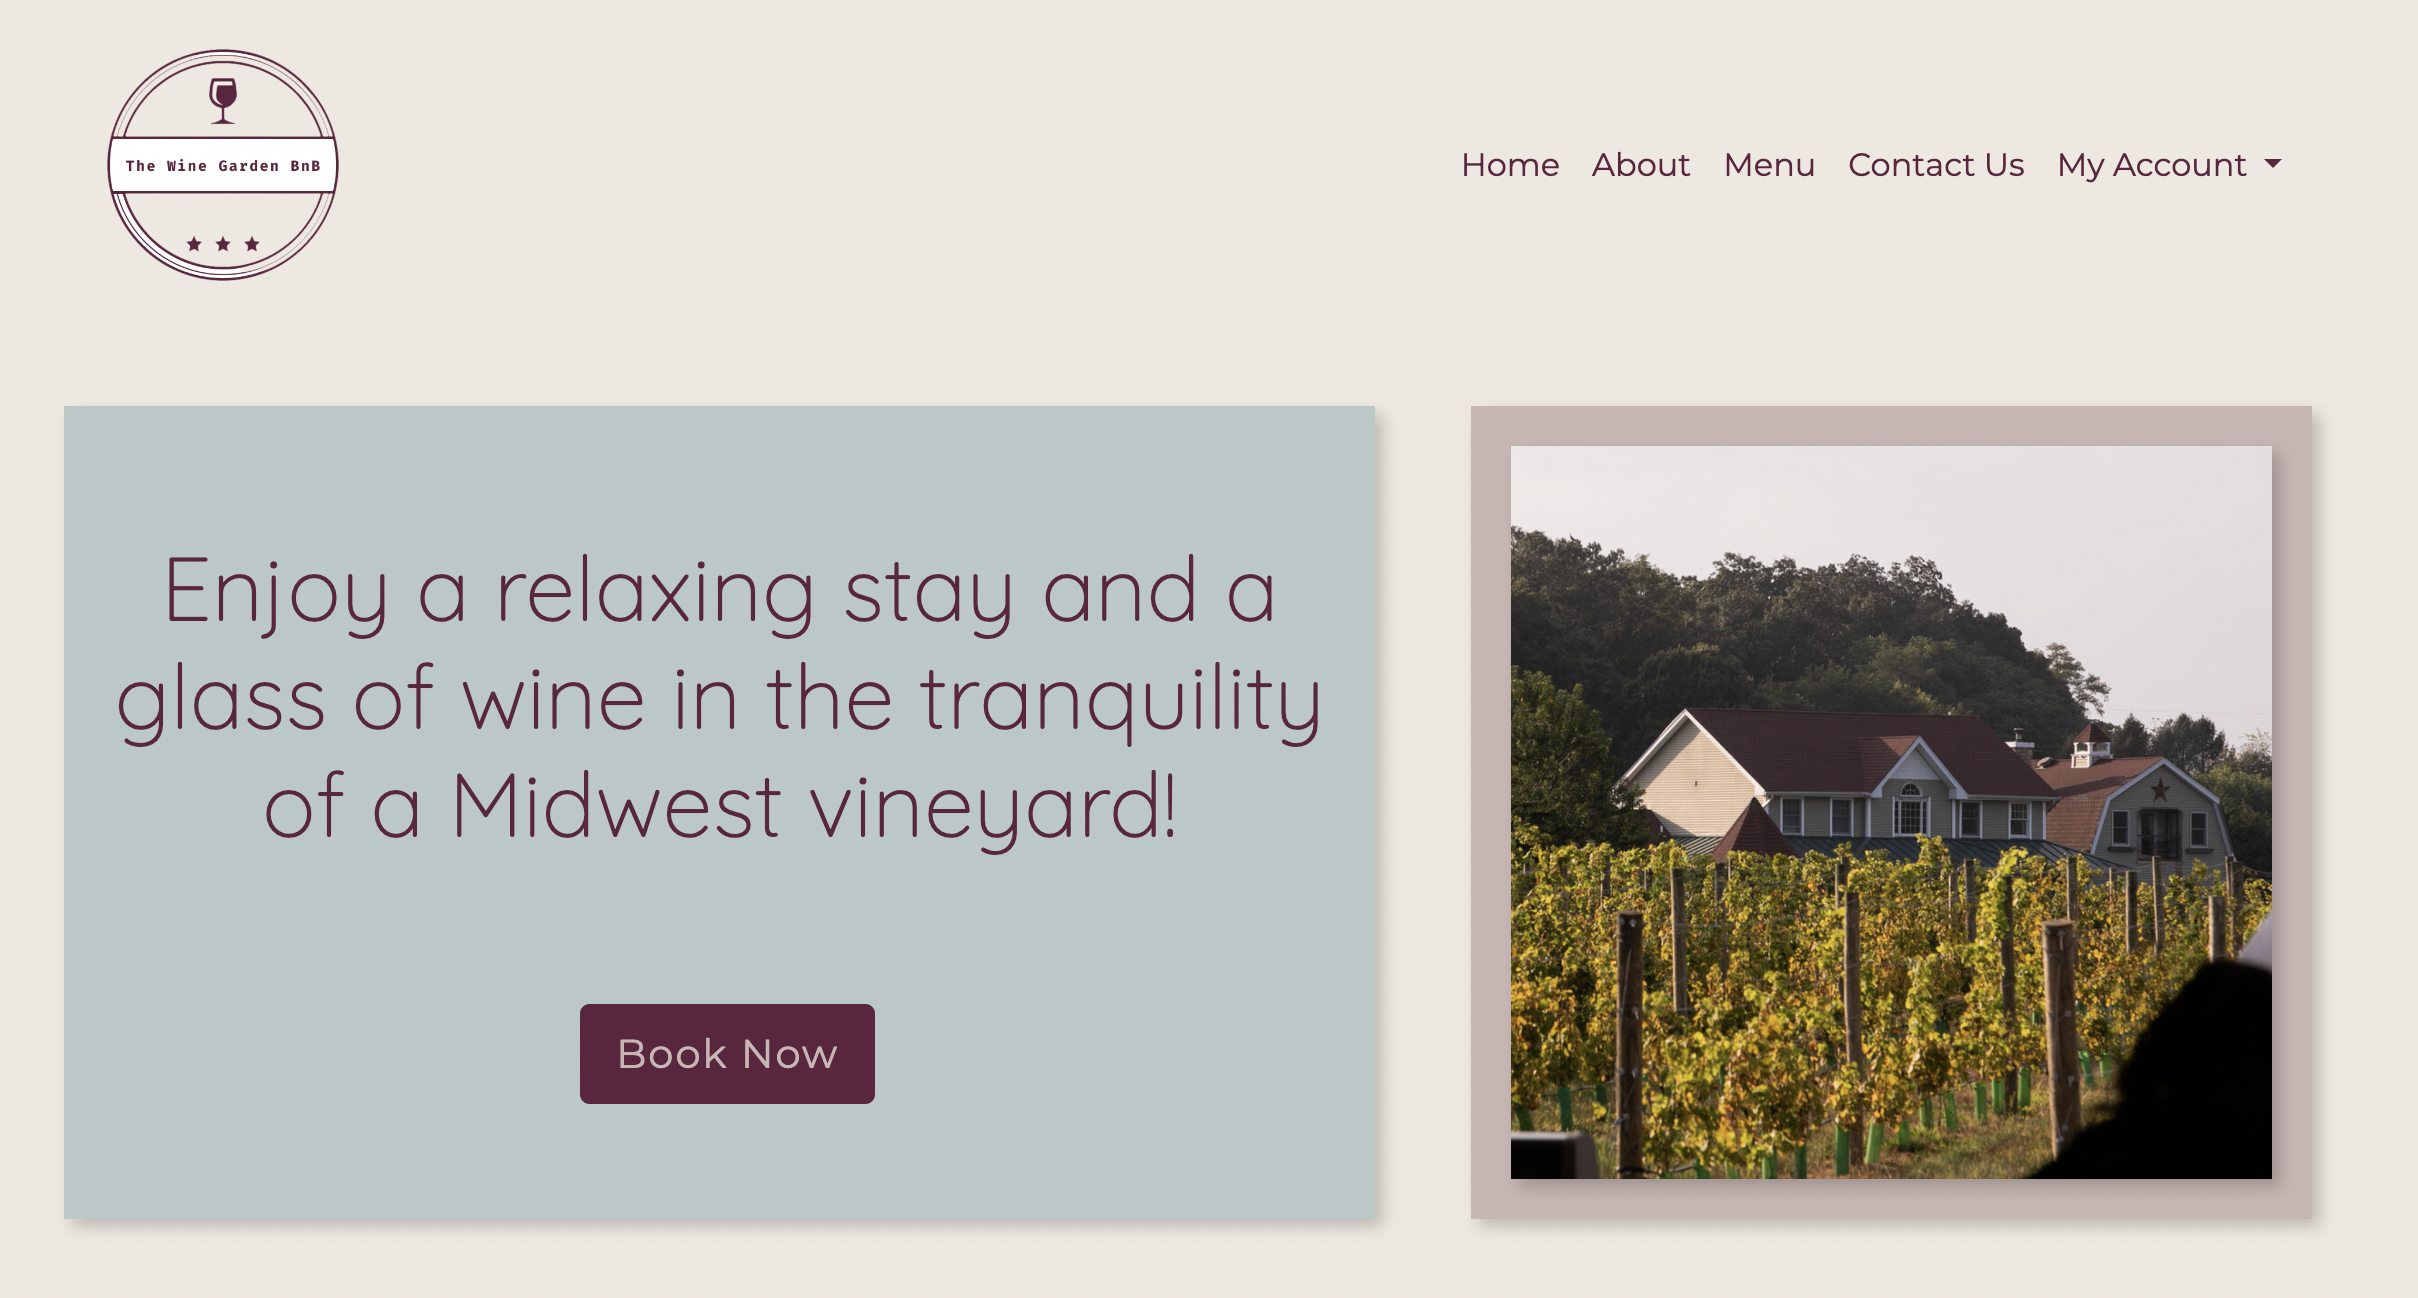 The Wine Garden BnB
Home About Menu Contact Us My Account
Enjoy a relaxing stay and a
glass of wine in the tranquility
of a Midwest vineyard!
Book Now